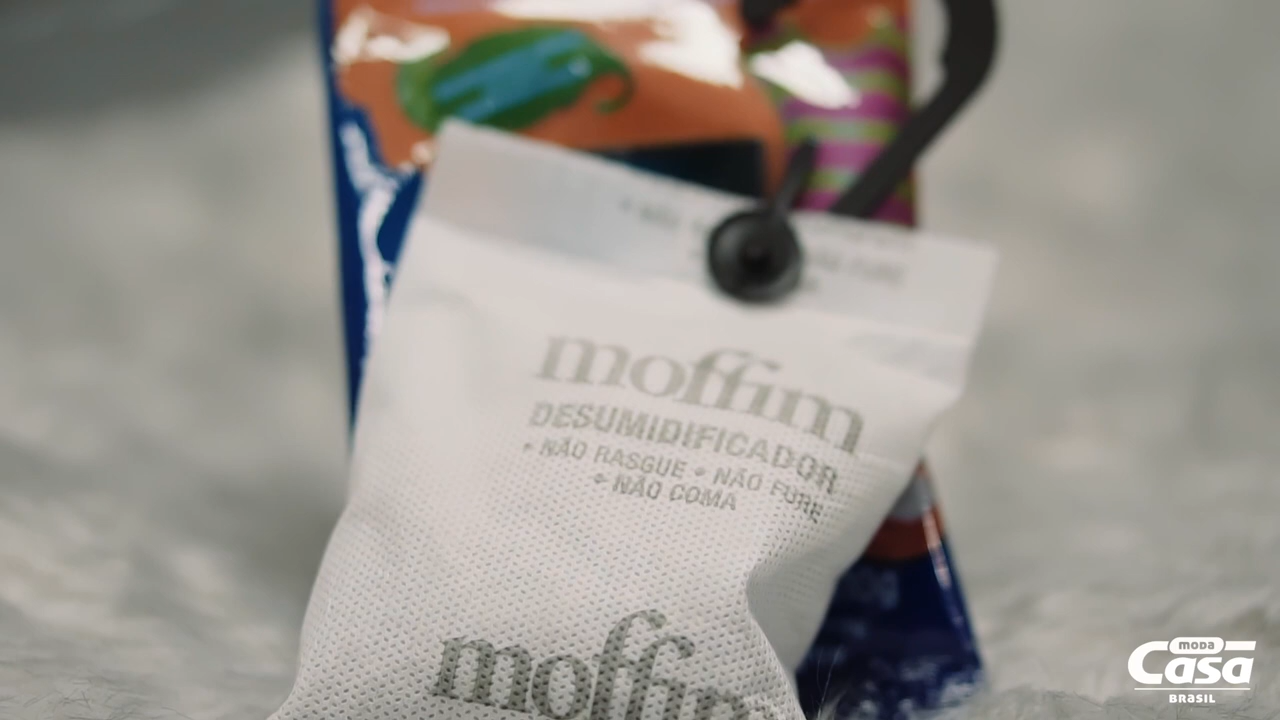 moffim
DESUMIDIFICADOR
• NÃO RASGUE • NÃO FURE
• NÃO COMA
moffim
MODA
Casa
BRASIL